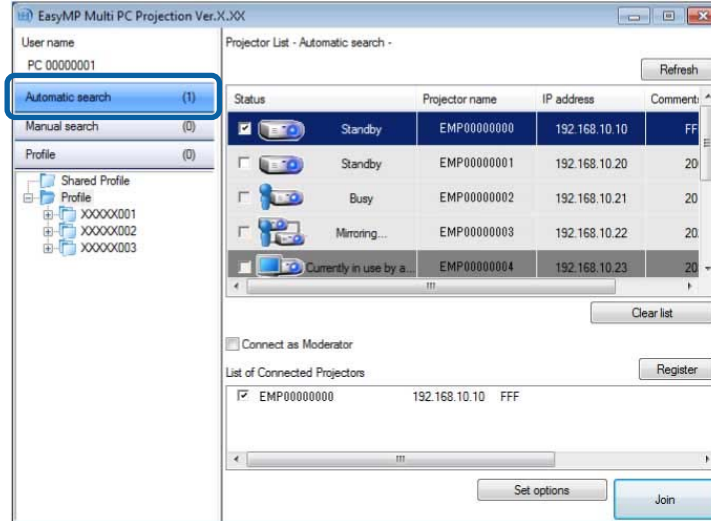 EasyMP Multi PC Projection Ver.X.XX
User name
PC 00000001
Automatic search (1)
Manual search (0)
Profile (0)
Shared Profile
Profile
XXXXX001
XXXXX002
XXXXX003
Projector List - Automatic search -
Refresh
Status Projector name IP address Comment
Standby EMP00000000 192.168.10.10 FF
Standby EMP00000001 192.168.10.20 20
Busy EMP00000002 192.168.10.21 20
Mirroring... EMP00000003 192.168.10.22 20
Currently in use by a... EMP00000004 192.168.10.23 20
Clear list
Connect as Moderator
List of Connected Projectors
Register
EMP00000000 192.168.10.10 FFF
Set options
Join